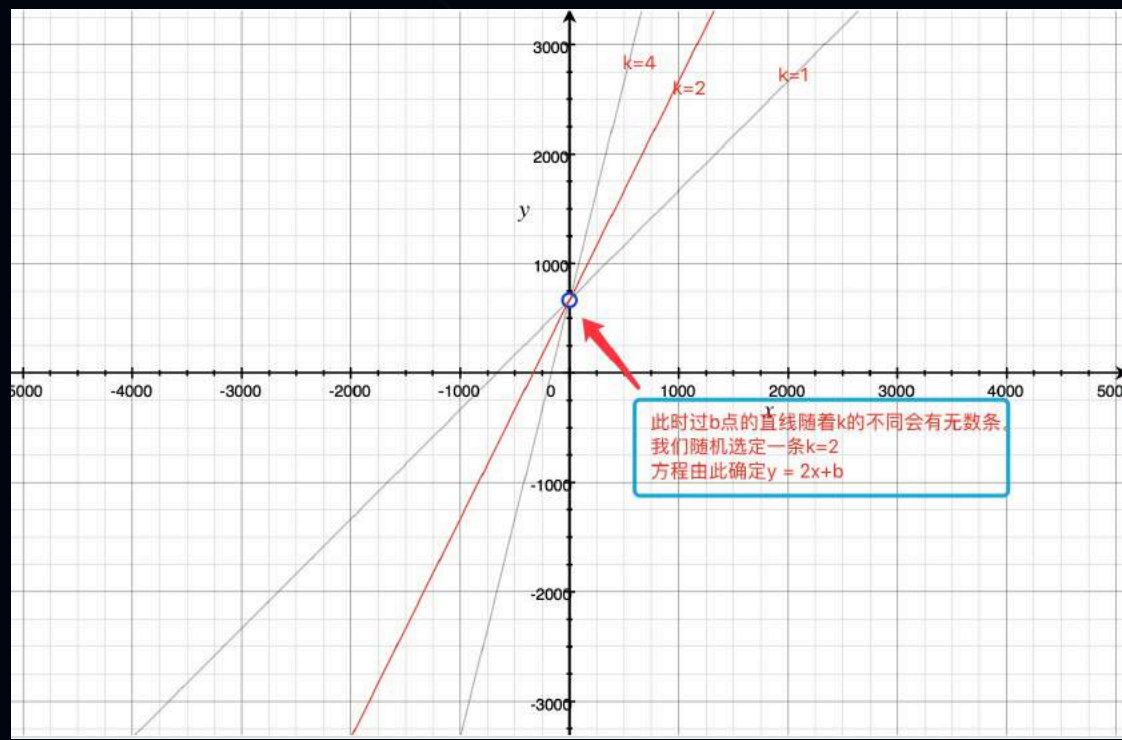 3000
k=4
k=1
k=2
2000
y
1000
5000
-4000
-3000
-2000
-1000
0
1000
2000
3000
4000
500
x
此时过b点的直线随着k的不同会有无数条。
我们随机选定一条k=2
方程由此确定y = 2x+b
-1000
-2000
-3000